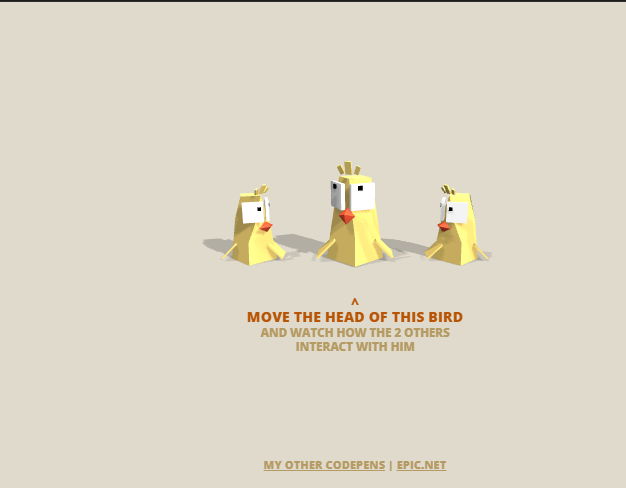 ^
MOVE THE HEAD OF THIS BIRD
AND WATCH HOW THE 2 OTHERS
INTERACT WITH HIM
MY OTHER CODEPENS | EPIC.NET